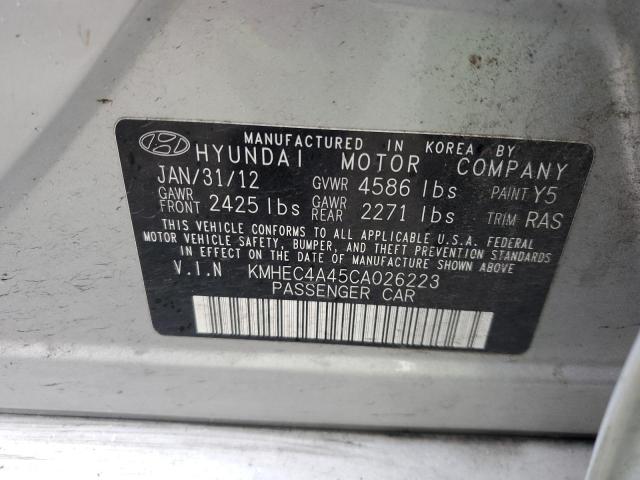 MANUFACTURED IN KOREA BY
HYUNDAI MOTOR COMPANY
JAN/31/12 GVWR 4586 lbs PAINT Y5
GAWR FRONT 2425 lbs GAWR REAR 2271 lbs TRIM RAS
THIS VEHICLE CONFORMS TO ALL APPLICABLE U.S.A. FEDERAL
MOTOR VEHICLE SAFETY, BUMPER, AND THEFT PREVENTION STANDARDS
IN EFFECT ON THE DATE OF MANUFACTURE SHOWN ABOVE
V.I.N KMHEC4A45CA026223
PASSENGER CAR